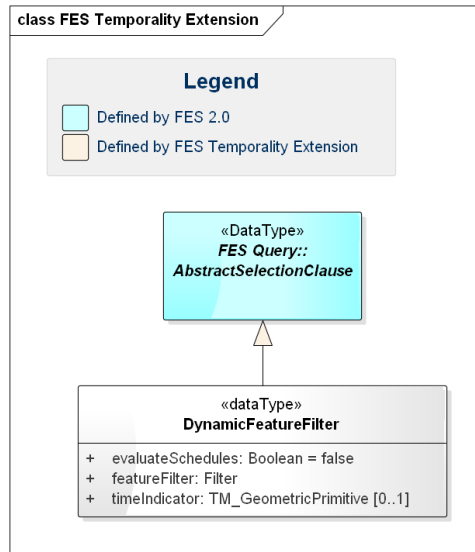 class FES Temporality Extension
Legend
Defined by FES 2.0
Defined by FES Temporality Extension
«DataType»
FES Query::
AbstractSelectionClause
«dataType»
DynamicFeatureFilter
+ evaluateSchedules: Boolean = false
+ featureFilter: Filter
+ timeIndicator: TM_GeometricPrimitive [0..1]